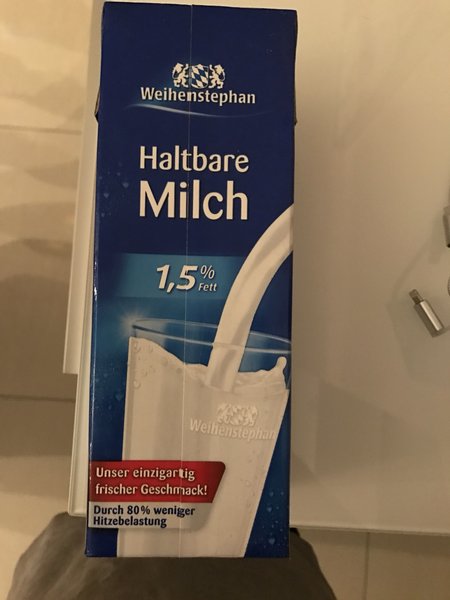 Weihenstephan
Haltbare
Milch
1,5% Fett
Weihenstephan
Unser einzigartig
frischer Geschmack!
Durch 80% weniger
Hitzebelastung